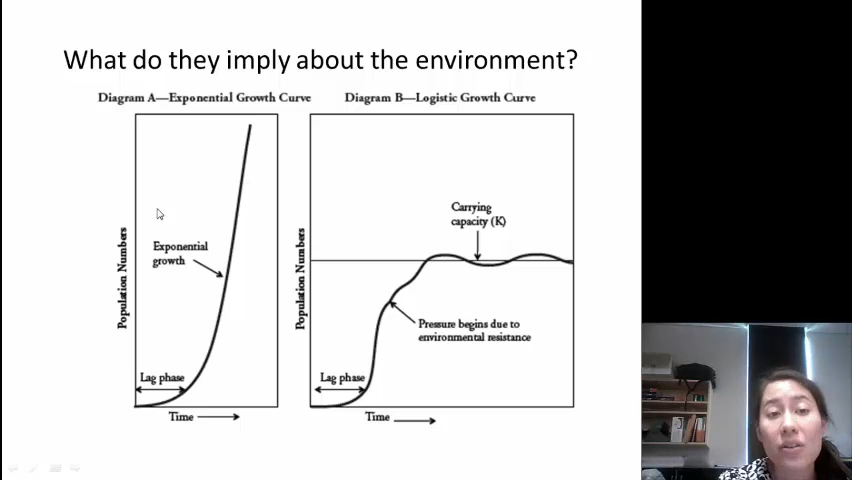 What do they imply about the environment?
Diagram A—Exponential Growth Curve
Population Numbers
Exponential
growth
Lag phase
Time
Diagram B—Logistic Growth Curve
Population Numbers
Carrying
capacity (K)
Pressure begins due to
environmental resistance
Lag phase
Time